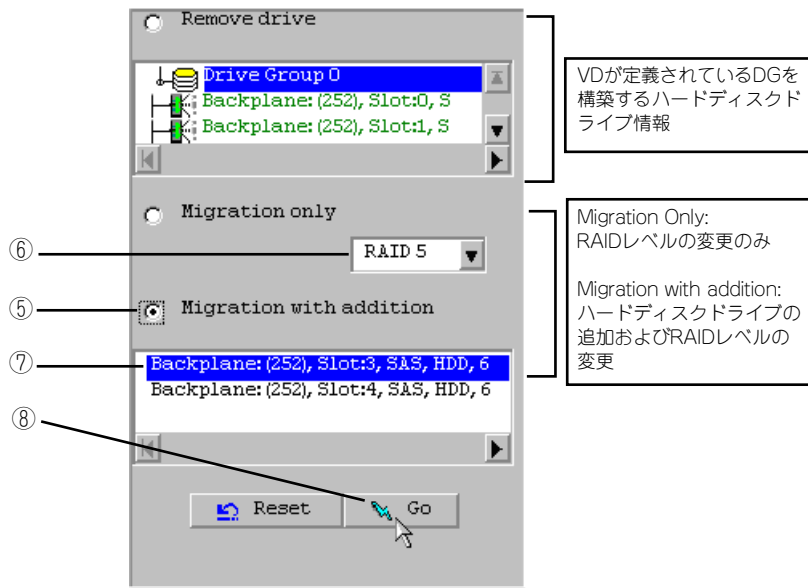 Remove drive
Drive Group 0
Backplane: (252), Slot:0, S
Backplane: (252), Slot:1, S
VDが定義されているDGを
構築するハードディスクド
ライブ情報
Migration only
⑥
RAID 5
⑤
Migration with addition
Migration Only:
RAIDレベルの変更のみ
Migration with addition:
ハードディスクドライブの
追加およびRAIDレベルの
変更
⑦
Backplane: (252), Slot:3, SAS, HDD, 6
Backplane: (252), Slot:4, SAS, HDD, 6
⑧
Reset
Go